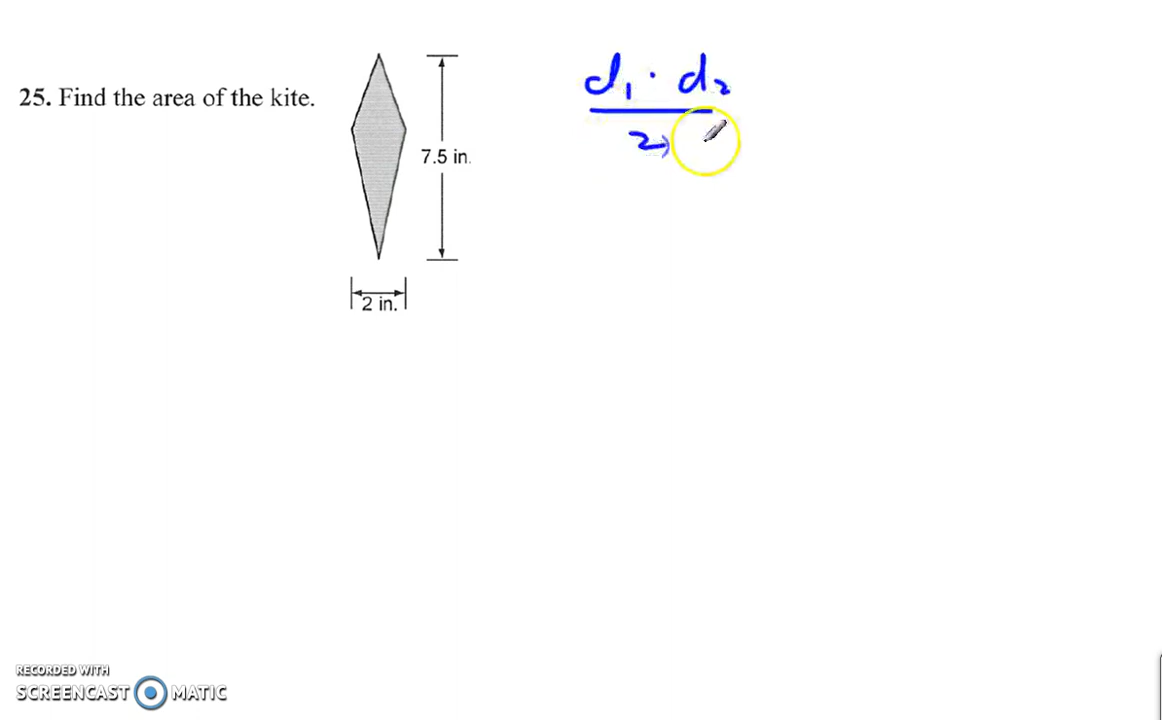 25. Find the area of the kite.
7.5 in.
2 in.
d₁ · d₂
2
RECORDED WITH
SCREENCAST MATIC